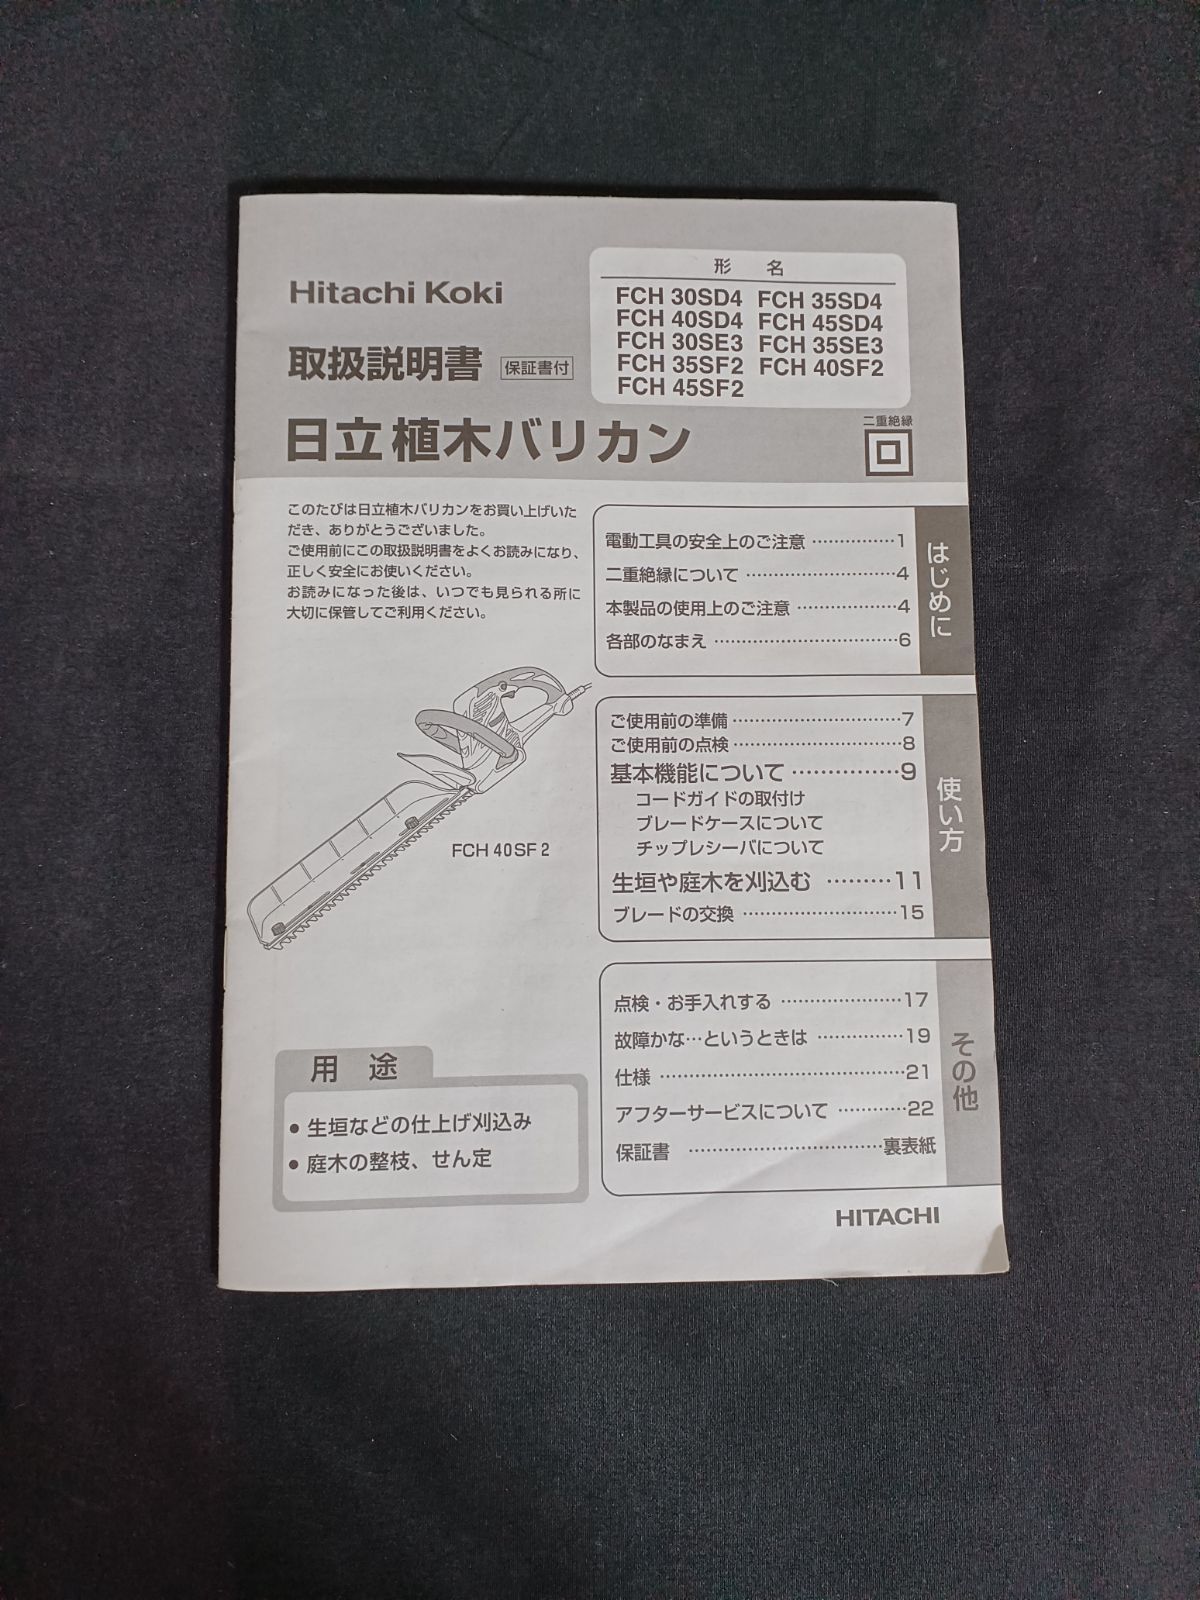 Hitachi Koki
取扱説明書 保証書付
日立植木バリカン
形 名
FCH 30SD4 FCH 35SD4
FCH 40SD4 FCH 45SD4
FCH 30SE3 FCH 35SE3
FCH 35SF2 FCH 40SF2
FCH 45SF2
二重絶縁
このたびは日立植木バリカンをお買い上げいた
だき、ありがとうございました。
ご使用前にこの取扱説明書をよくお読みになり、
正しく安全にお使いください。
お読みになった後は、いつでも見られる所に
大切に保管してご利用ください。
FCH 40SF2
用 途
● 生垣などの仕上げ刈込み
● 庭木の整枝、せん定
はじめに
電動工具の安全上のご注意 ……………1
二重絶縁について ………………………4
本製品の使用上のご注意 ………………4
各部のなまえ ……………………………6
使い方
ご使用前の準備 …………………………7
ご使用前の点検 …………………………8
基本機能について ……………9
コードガイドの取付け
ブレードケースについて
チップレシーバについて
生垣や庭木を刈込む ………11
ブレードの交換 ………………………15
その他
点検・お手入れする …………………17
故障かな…というときは ……………19
仕様 ……………………………………21
アフターサービスについて …………22
保証書 ……………………………裏表紙
HITACHI